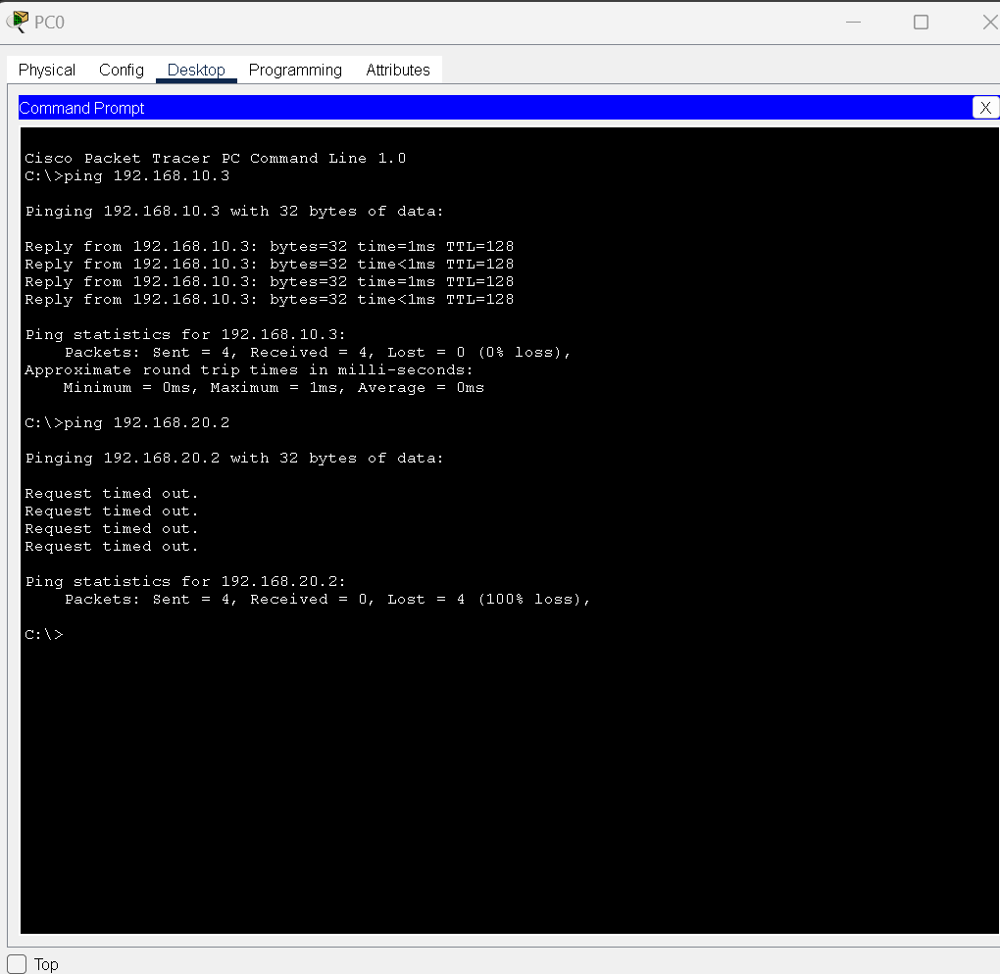 PC0
Physical Config Desktop Programming Attributes
Command Prompt
X
Cisco Packet Tracer PC Command Line 1.0
C:\>ping 192.168.10.3
Pinging 192.168.10.3 with 32 bytes of data:
Reply from 192.168.10.3: bytes=32 time=1ms TTL=128
Reply from 192.168.10.3: bytes=32 time<1ms TTL=128
Reply from 192.168.10.3: bytes=32 time=1ms TTL=128
Reply from 192.168.10.3: bytes=32 time<1ms TTL=128
Ping statistics for 192.168.10.3:
    Packets: Sent = 4, Received = 4, Lost = 0 (0% loss),
Approximate round trip times in milli-seconds:
    Minimum = 0ms, Maximum = 1ms, Average = 0ms
C:\>ping 192.168.20.2
Pinging 192.168.20.2 with 32 bytes of data:
Request timed out.
Request timed out.
Request timed out.
Request timed out.
Ping statistics for 192.168.20.2:
    Packets: Sent = 4, Received = 0, Lost = 4 (100% loss),
C:\>
Top